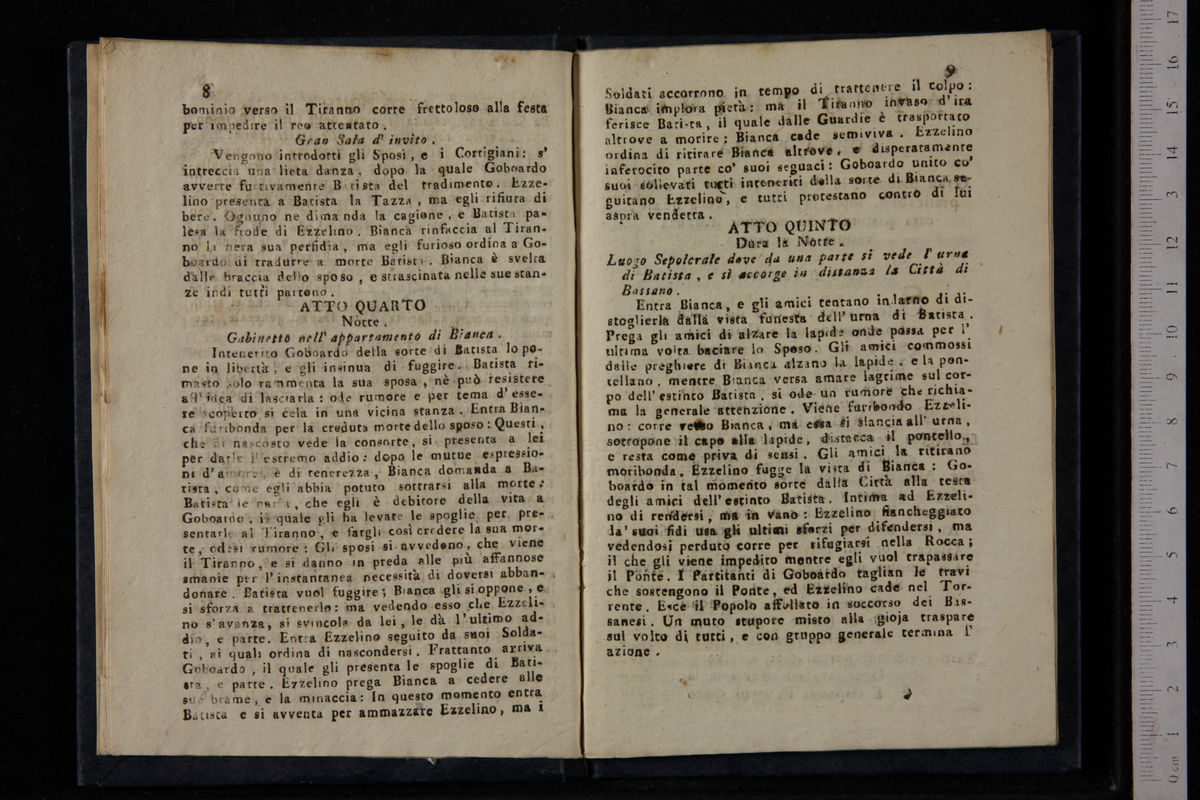 8
bominio verso il Tiranno corre frettoloso alla festa
per impedire il reo attentato .
Gran Sala d' invito .
Vengono introdotti gli Sposi , e i Cortigiani : s'
intreccia una lieta danza , dopo la quale Goboardo
avverte furtivamente Batista del tradimento . Ezze-
lino presenta a Batista la Tazza , ma egli rifiuta di
bere . Ognuno ne dimanda la cagione , e Batista pa-
lesa la frode di Ezzelino . Bianca rinfaccia al Tiran-
no la nera sua perfidia , ma egli furioso ordina a Go-
boardo di tradurre a morte Batista . Bianca è svelta
dalle braccia dello sposo , e strascinata nelle sue stan-
ze indi tutti partono .
ATTO QUARTO
Notte .
Gabinetto nell' appartamento di Bianca .
Intenerito Goboardo della sorte di Batista lo po-
ne in libertà , e gli insinua di fuggire . Batista ri-
masto solo rammenta la sua sposa , nè può resistere
all' idea di lasciarla : ode rumore e per tema d' esse-
re scoperto si cela in una vicina stanza . Entra Bian-
ca furibonda per la creduta morte dello sposo : Questi ,
che di nascosto vede la consorte , si presenta a lei
per darle l' estremo addio : dopo le mutue espressio-
ni d' amore , è di tenerezza , Bianca domanda a Ba-
tista , come egli abbia potuto sottrarsi alla morte :
Batista le narra , che egli è debitore della vita a
Goboardo , il quale gli ha levate le spoglie per pre-
sentarle al Tiranno , e fargli così credere la sua mor-
te , odesi rumore : Gli sposi si avvedono , che viene
il Tiranno , e si danno in preda alle più affannose
smanie per l' instantanea necessità di doversi abban-
donare . Batista vuol fuggire ; Bianca gli si oppone , e
si sforza a trattenerlo : ma vedendo esso che Ezzeli-
no s' avanza , si svincola da lei , le dà l' ultimo ad-
dio , e parte . Entra Ezzelino seguito da suoi Solda-
ti , ai quali ordina di nascondersi . Frattanto arriva
Goboardo , il quale gli presenta le spoglie di Bati-
sta , e parte . Ezzelino prega Bianca a cedere alle
sue brame , e la minaccia : In questo momento entra
Batista e si avventa per ammazzare Ezzelino , ma i
9
Soldati accorrono in tempo di trattenere il colpo :
Bianca implora pietà : ma il Tiranno invaso d' ira
ferisce Batista , il quale dalle Guardie è trasportato
altrove a morire ; Bianca cade semiviva . Ezzelino
ordina di ritirare Bianca altrove , e disperatamente
inferocito parte co' suoi seguaci : Goboardo unito co'
suoi sollevati tutti inteneriti della sorte di Bianca se-
guitano Ezzelino , e tutti protestano contro di lui
aspra vendetta .
ATTO QUINTO
Dura la Notte .
Luogo Sepolcrale dove da una parte si vede l' urna
di Batista , e si accorge in distanza la Città di
Bassano .
Entra Bianca , e gli amici tentano indarno di di-
stoglierla dalla vista funesta dell' urna di Batista .
Prega gli amici di alzare la lapide onde possa per l'
ultima volta baciare lo Sposo . Gli amici commossi
dalle preghiere di Bianca alzano la lapide , e la pon-
tellano , mentre Bianca versa amare lagrime sul cor-
po dell' estinto Batista , si ode un rumore che richia-
ma la generale attenzione . Viene furibondo Ezzeli-
no : corre verso Bianca , ma essa si slancia all' urna ,
sottopone il capo alla lapide , distacca il pontello ,
e resta come priva di sensi . Gli amici la ritirano
moribonda . Ezzelino fugge la vista di Bianca : Go-
boardo in tal momento sorte dalla Città alla testa
degli amici dell' estinto Batista . Intima ad Ezzeli-
no di rendersi , ma in vano : Ezzelino fiancheggiato
da' suoi fidi usa gli ultimi sforzi per difendersi , ma
vedendosi perduto corre per rifugiarsi nella Rocca ;
il che gli viene impedito mentre egli vuol trapassare
il Ponte . I Partitanti di Goboardo taglian le travi
che sostengono il Ponte , ed Ezzelino cade nel Tor-
rente . Esce il Popolo affollato in soccorso dei Bas-
sanesi . Un muto stupore misto alla gioja traspare
sul volto di tutti , e con gruppo generale termina l'
azione .
0 cm 1 2 3 4 5 6 7 8 9 10 11 12 13 14 15 16 17